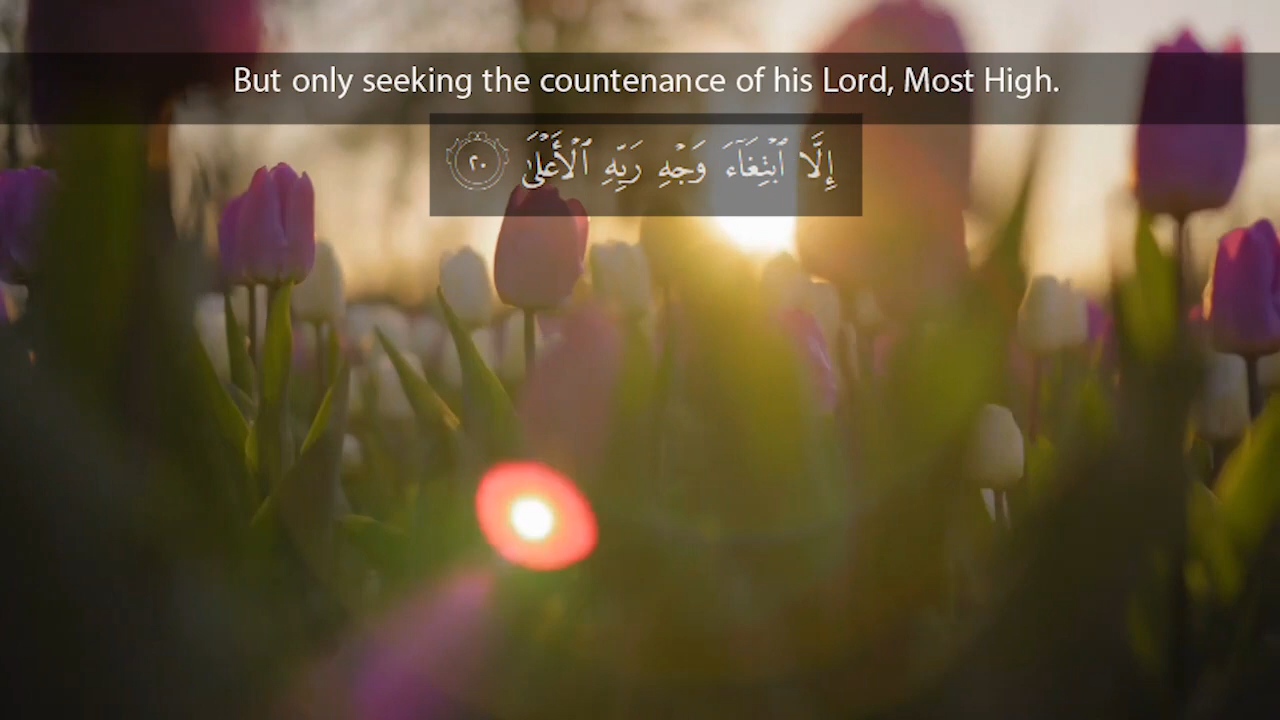 But only seeking the countenance of his Lord, Most High.
إِلَّا ٱبْتِغَآءَ وَجْهِ رَبِّهِ ٱلْأَعْلَىٰ ٢٠